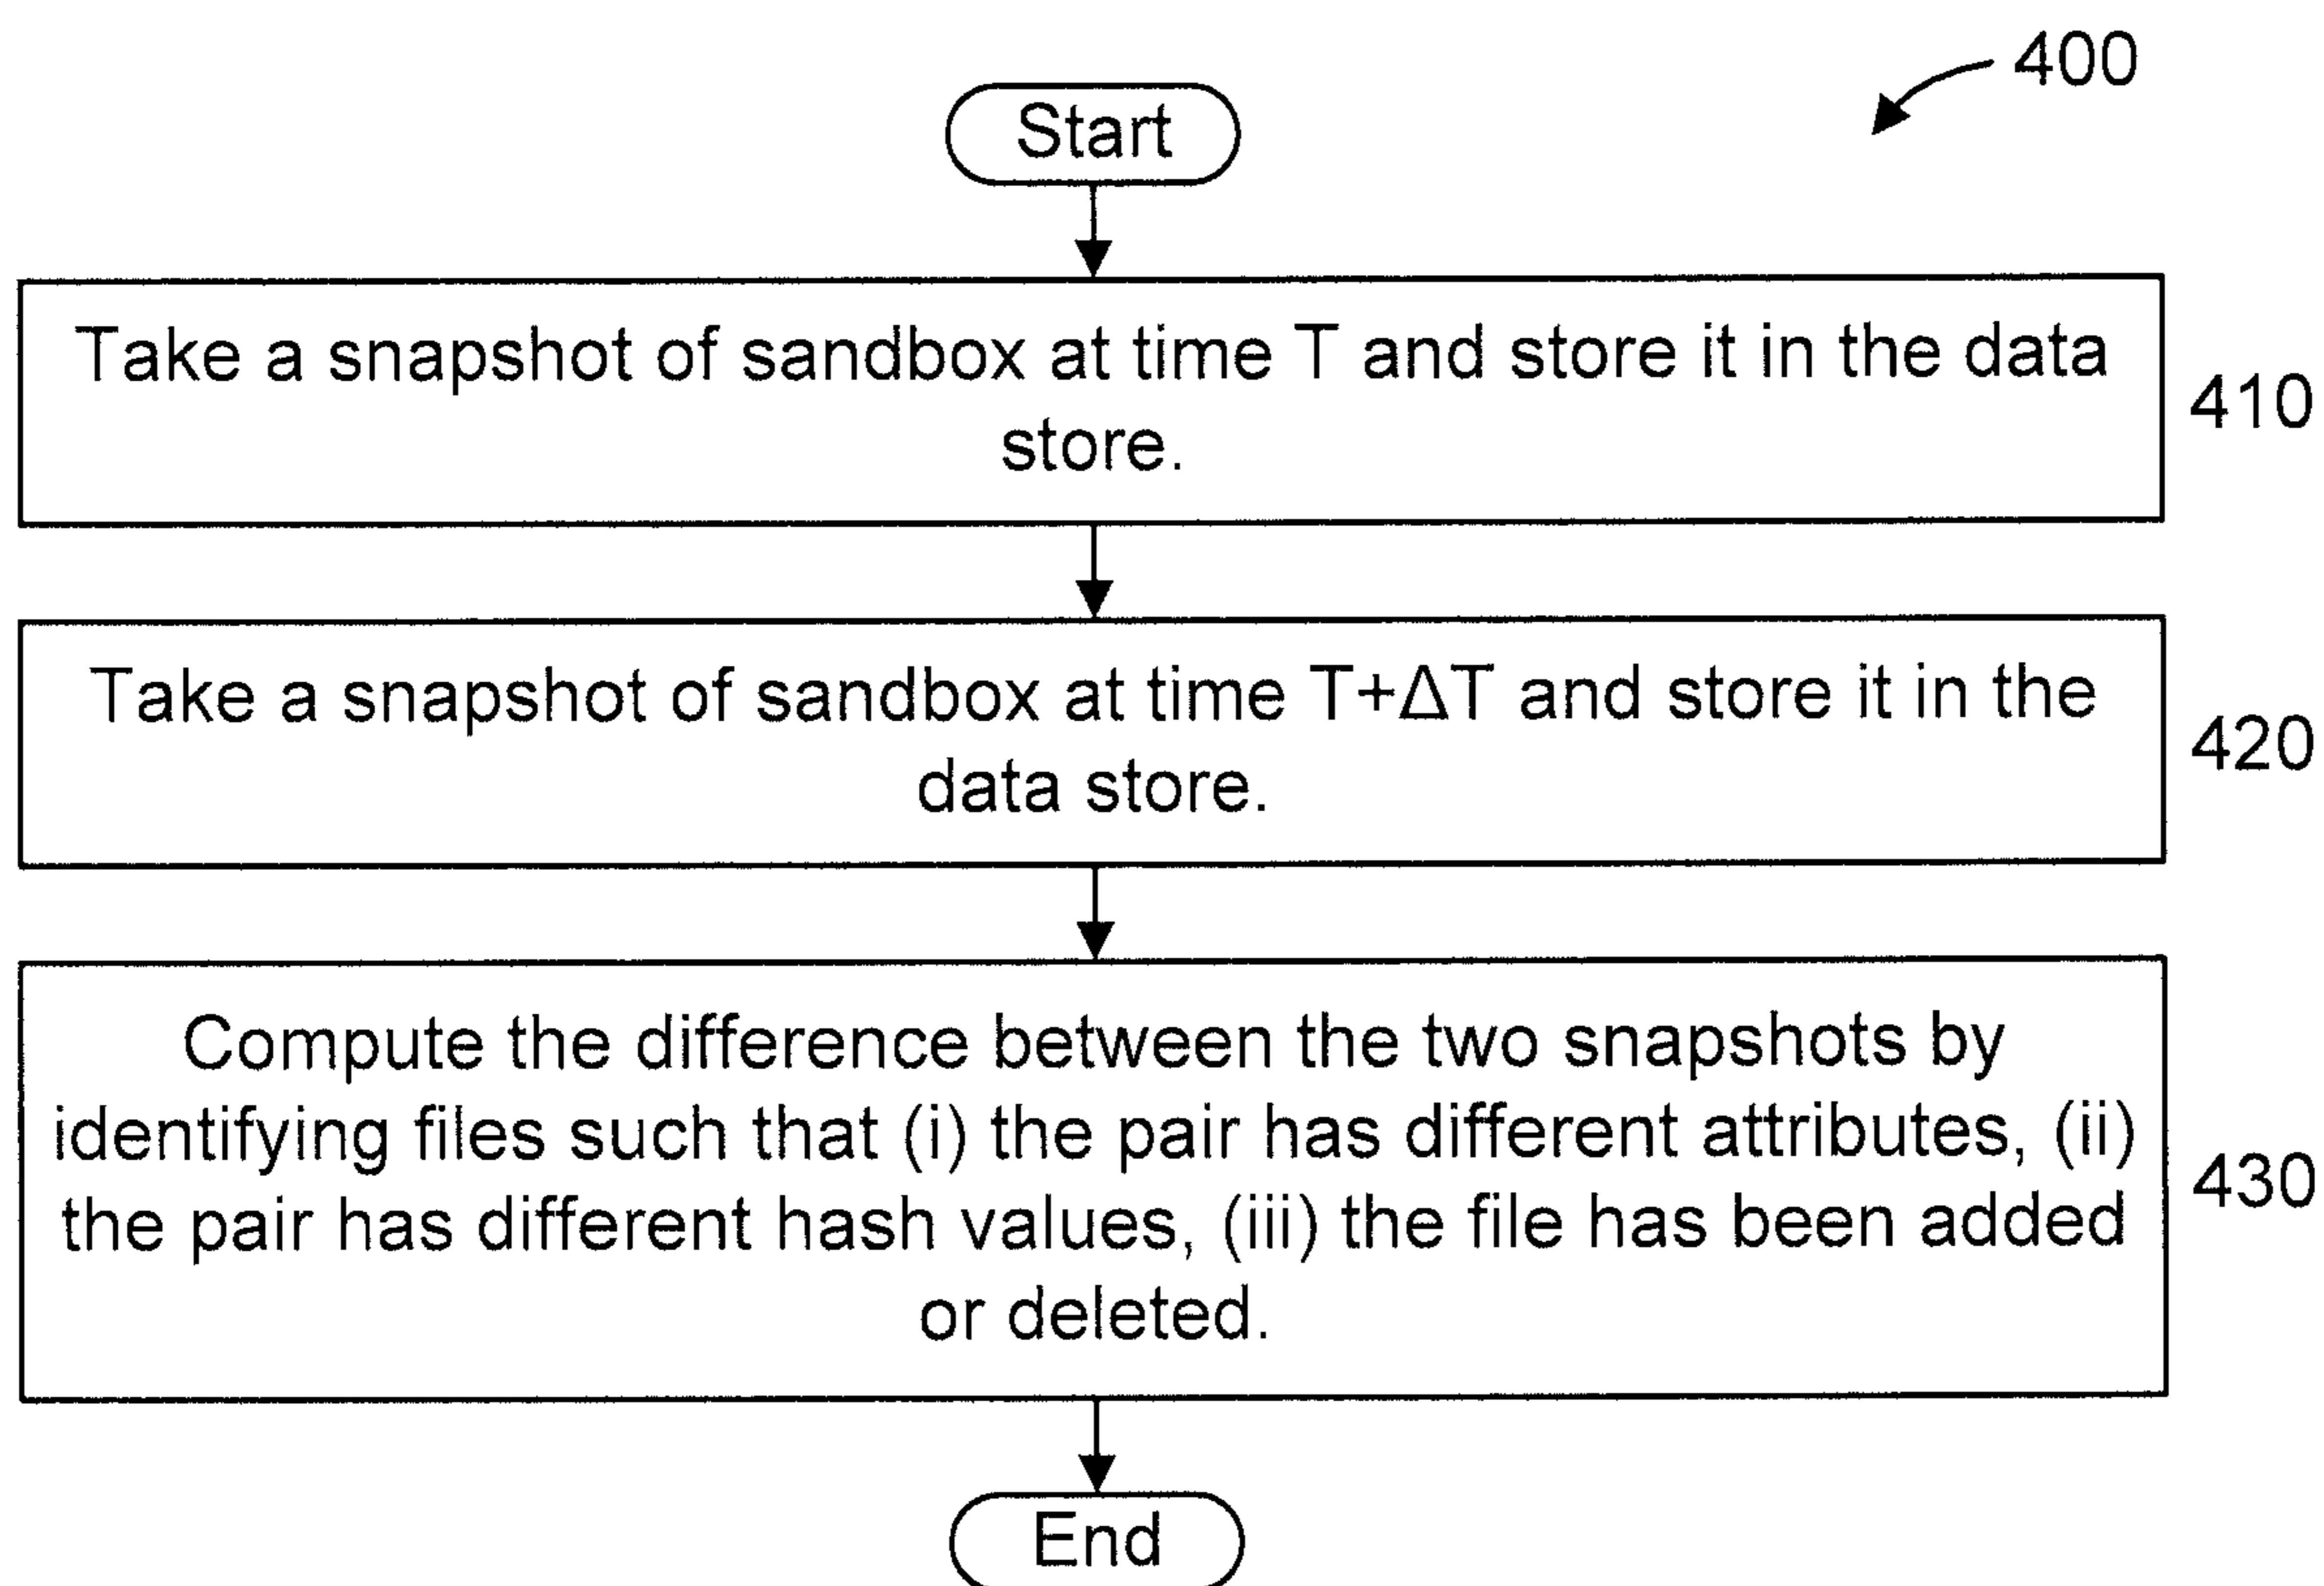 400
Start
Take a snapshot of sandbox at time T and store it in the data
store.
410
Take a snapshot of sandbox at time T+ΔT and store it in the
data store.
420
Compute the difference between the two snapshots by
identifying files such that (i) the pair has different attributes, (ii)
the pair has different hash values, (iii) the file has been added
or deleted.
430
End